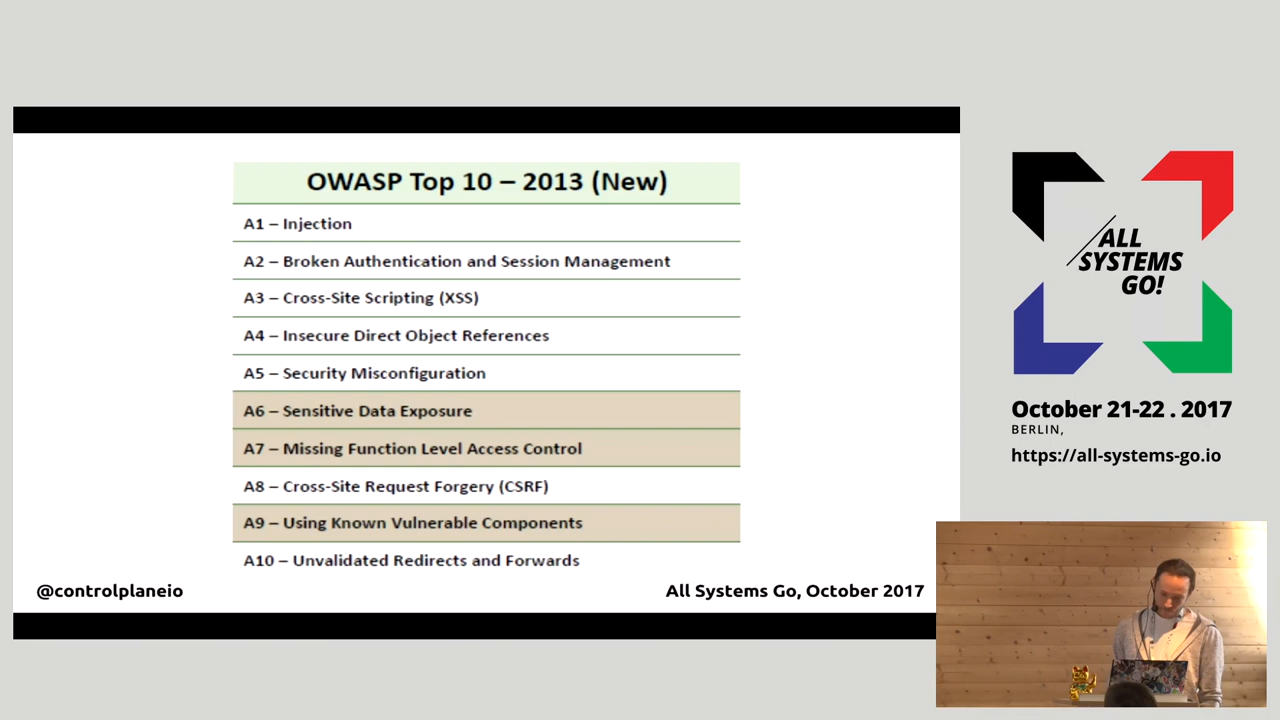 OWASP Top 10 – 2013 (New)
A1 – Injection
A2 – Broken Authentication and Session Management
A3 – Cross-Site Scripting (XSS)
A4 – Insecure Direct Object References
A5 – Security Misconfiguration
A6 – Sensitive Data Exposure
A7 – Missing Function Level Access Control
A8 – Cross-Site Request Forgery (CSRF)
A9 – Using Known Vulnerable Components
A10 – Unvalidated Redirects and Forwards
@controlplaneio
All Systems Go, October 2017
ALL
SYSTEMS
GO!
October 21-22 . 2017
BERLIN,
https://all-systems-go.io